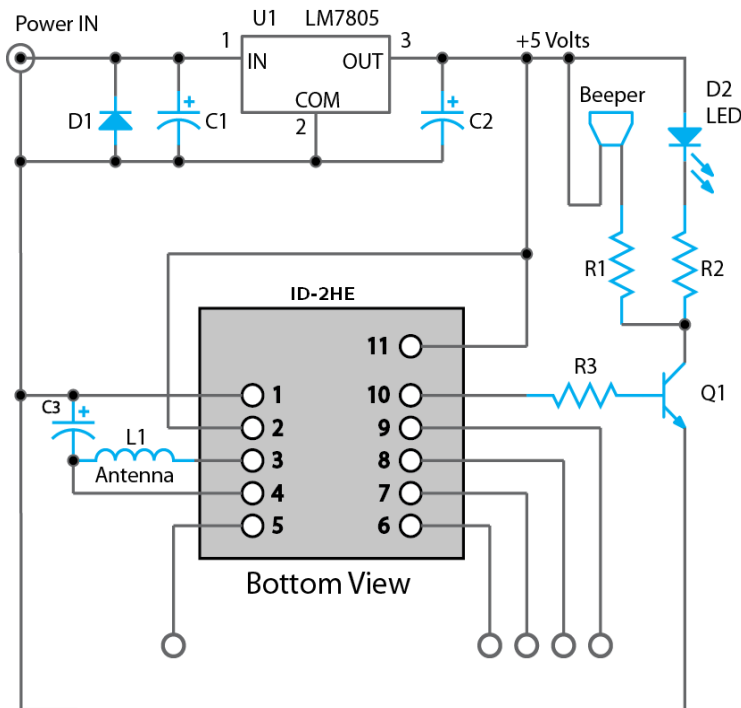 Power IN
U1 LM7805
1
3
+5 Volts
IN
OUT
D2
LED
Beeper
COM
D1
C1
2
C2
R1
R2
ID-2HE
11
R3
1
10
Q1
C3
2
9
L1
3
8
Antenna
4
7
5
6
Bottom View